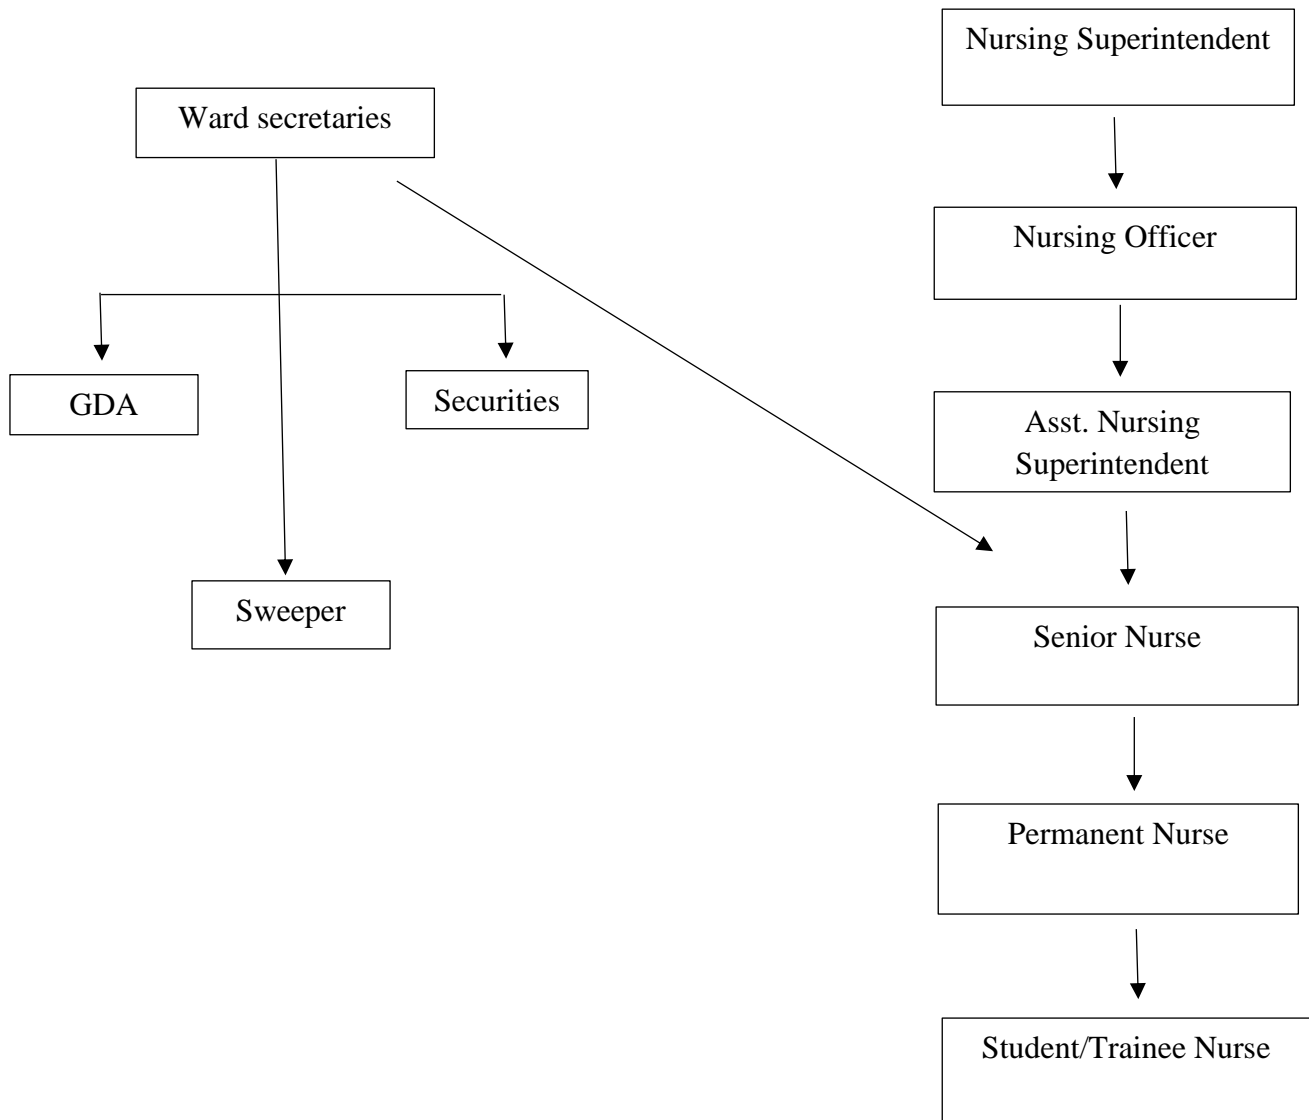 Nursing Superintendent
Ward secretaries
Nursing Officer
GDA
Securities
Asst. Nursing
Superintendent
Sweeper
Senior Nurse
Permanent Nurse
Student/Trainee Nurse